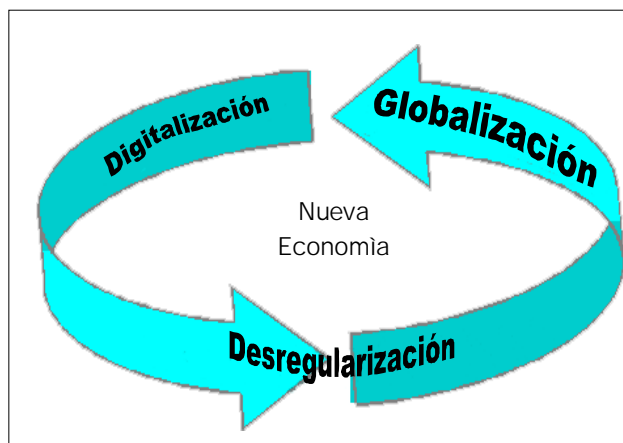 Digitalización
Globalización
Nueva
Economìa
Desregularización